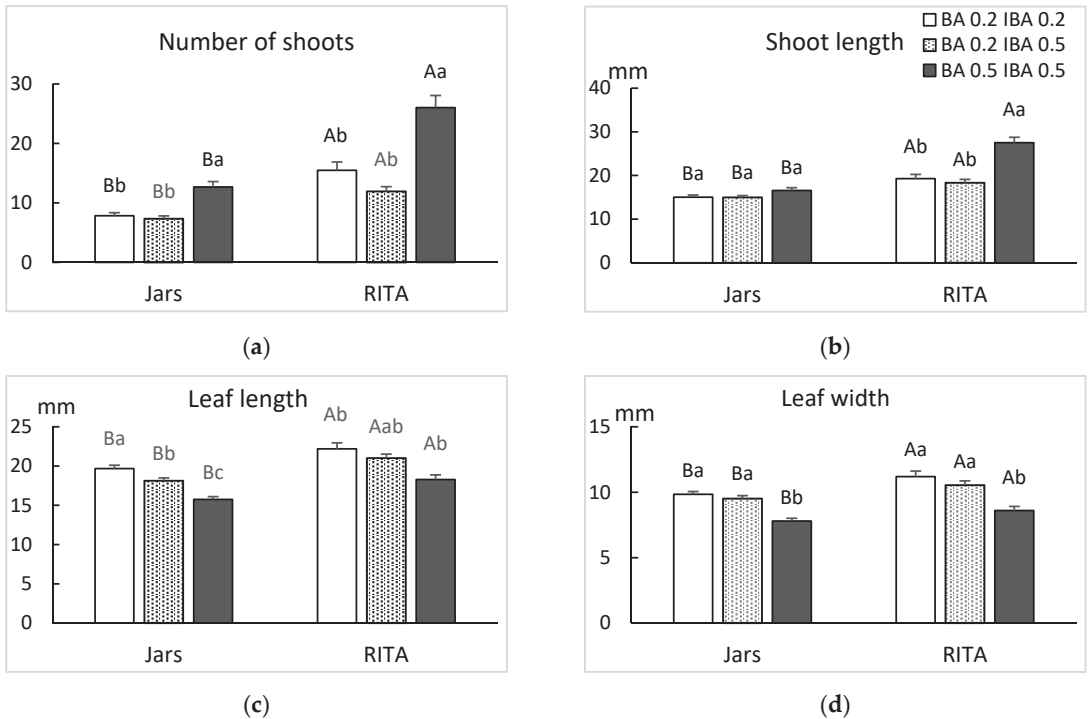 Number of shoots
30
20
10
0
Bb
Bb
Ba
Ab
Ab
Aa
Jars
RITA
(a)
Shoot length
BA 0.2 IBA 0.2
BA 0.2 IBA 0.5
BA 0.5 IBA 0.5
mm
40
30
20
10
0
Ba
Ba
Ba
Ab
Ab
Aa
Jars
RITA
(b)
Leaf length
mm
25
20
15
10
5
0
Ba
Bb
Bc
Ab
Aab
Ab
Jars
RITA
(c)
Leaf width
mm
15
10
5
0
Ba
Ba
Bb
Aa
Aa
Ab
Jars
RITA
(d)